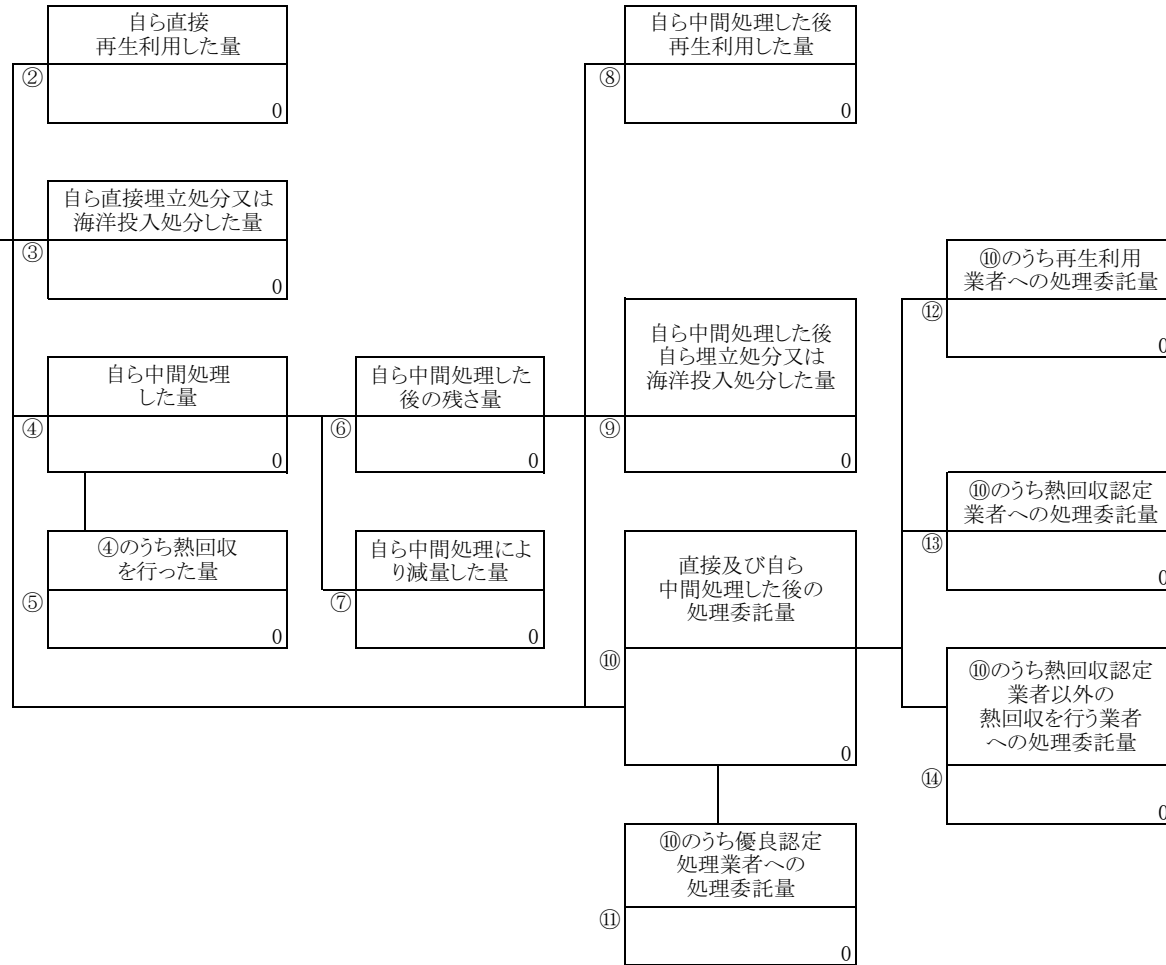 自ら直接
再生利用した量
②
0
自ら直接埋立処分又は
海洋投入処分した量
③
0
自ら中間処理
した量
④
0
④のうち熱回収
を行った量
⑤
0
自ら中間処理した
後の残さ量
⑥
0
自ら中間処理によ
り減量した量
⑦
0
自ら中間処理した後
再生利用した量
⑧
0
自ら中間処理した後
自ら埋立処分又は
海洋投入処分した量
⑨
0
直接及び自ら
中間処理した後の
処理委託量
⑩
0
⑩のうち優良認定
処理業者への
処理委託量
⑪
0
⑩のうち再生利用
業者への処理委託量
⑫
0
⑩のうち熱回収認定
業者への処理委託量
⑬
0
⑩のうち熱回収認定
業者以外の
熱回収を行う業者
への処理委託量
⑭
0